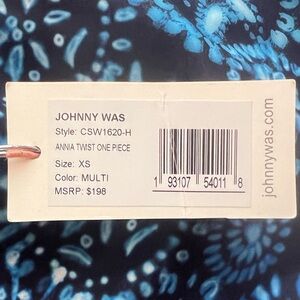 JOHNNY WAS
Style: CSW1620-H
ANNIA TWIST ONE PIECE
Size: XS
Color: MULTI
MSRP: $198
1 93107 54011 8
johnnywas.com